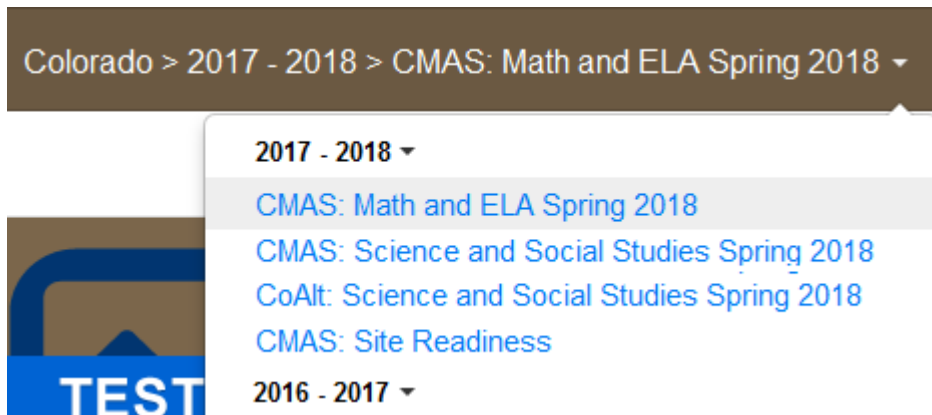 Colorado > 2017 - 2018 > CMAS: Math and ELA Spring 2018
2017 - 2018
CMAS: Math and ELA Spring 2018
CMAS: Science and Social Studies Spring 2018
CoAlt: Science and Social Studies Spring 2018
CMAS: Site Readiness
2016 - 2017
TEST